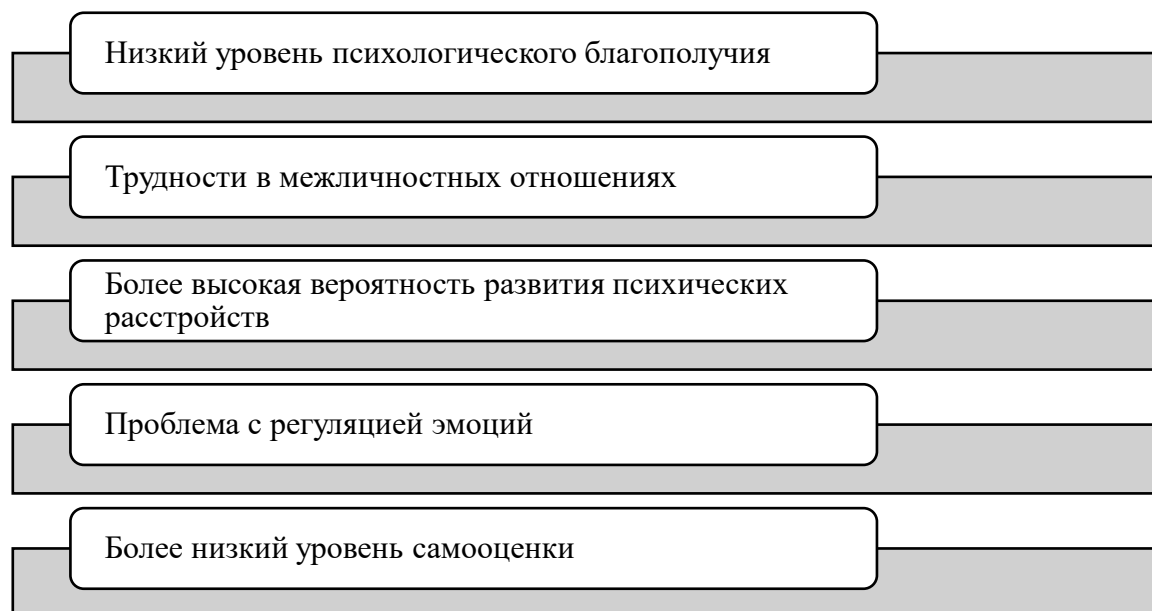 Низкий уровень психологического благополучия
Трудности в межличностных отношениях
Более высокая вероятность развития психических
расстройств
Проблема с регуляцией эмоций
Более низкий уровень самооценки